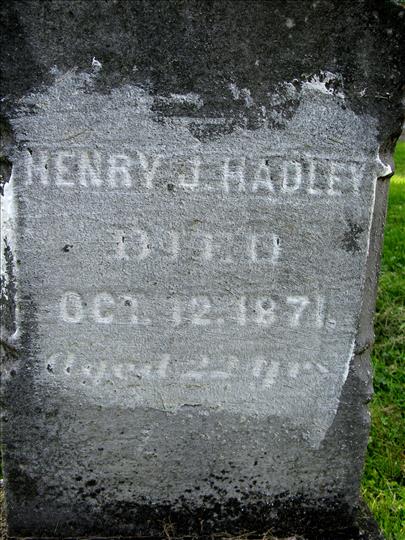 HENRY J. HADLEY
DIED
OCT. 12. 1871.
Aged 22 yrs